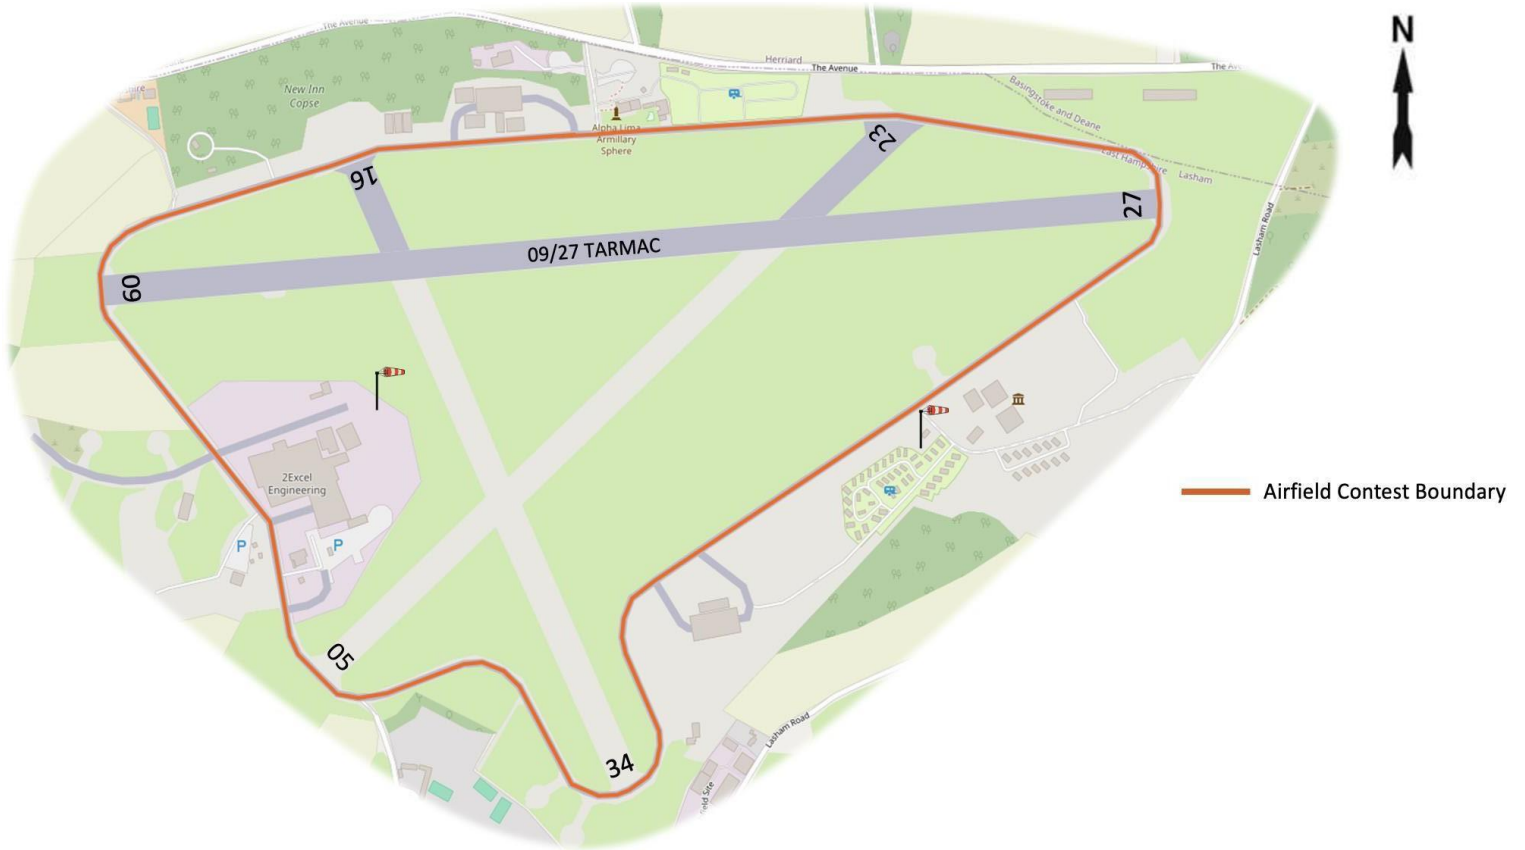 The Avenue
N
Herriard
The Avenue
New Inn
Copse
Basingstoke and Deane
Alpha Lima
Armillary
Sphere
23
16
East Hampshire
Lasham
27
Lasham Road
09/27 TARMAC
09
2Excel
Engineering
Airfield Contest Boundary
P
P
05
34
Lasham Road